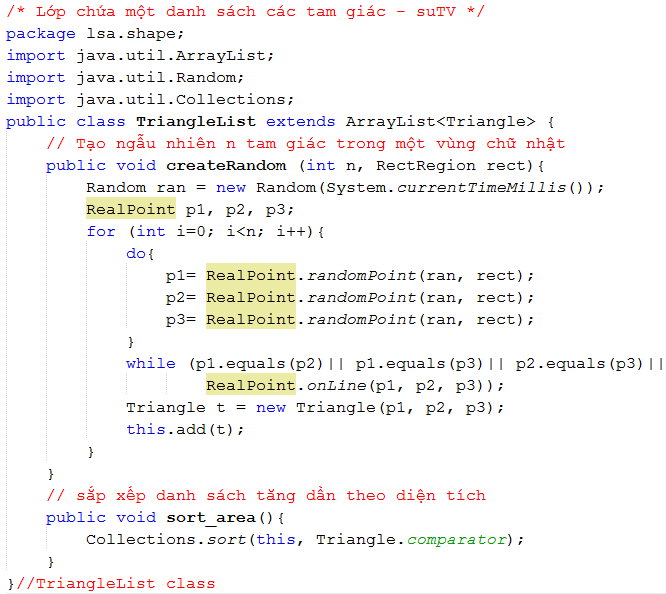 /* Lớp chứa một danh sách các tam giác - suTV */
package lsa.shape;
import java.util.ArrayList;
import java.util.Random;
import java.util.Collections;
public class TriangleList extends ArrayList<Triangle> {
// Tạo ngẫu nhiên n tam giác trong một vùng chữ nhật
public void createRandom (int n, RectRegion rect){
Random ran = new Random(System.currentTimeMillis());
RealPoint p1, p2, p3;
for (int i=0; i<n; i++){
do{
p1= RealPoint.randomPoint(ran, rect);
p2= RealPoint.randomPoint(ran, rect);
p3= RealPoint.randomPoint(ran, rect);
}
while (p1.equals(p2)|| p1.equals(p3)|| p2.equals(p3)||
RealPoint.onLine(p1, p2, p3));
Triangle t = new Triangle(p1, p2, p3);
this.add(t);
}
}
// sắp xếp danh sách tăng dần theo diện tích
public void sort_area(){
Collections.sort(this, Triangle.comparator);
}
}//TriangleList class